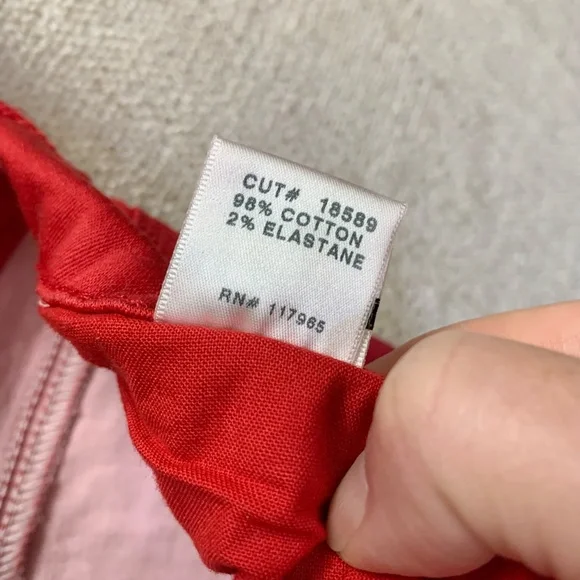 CUT# 18589
98% COTTON
2% ELASTANE
RN# 117965